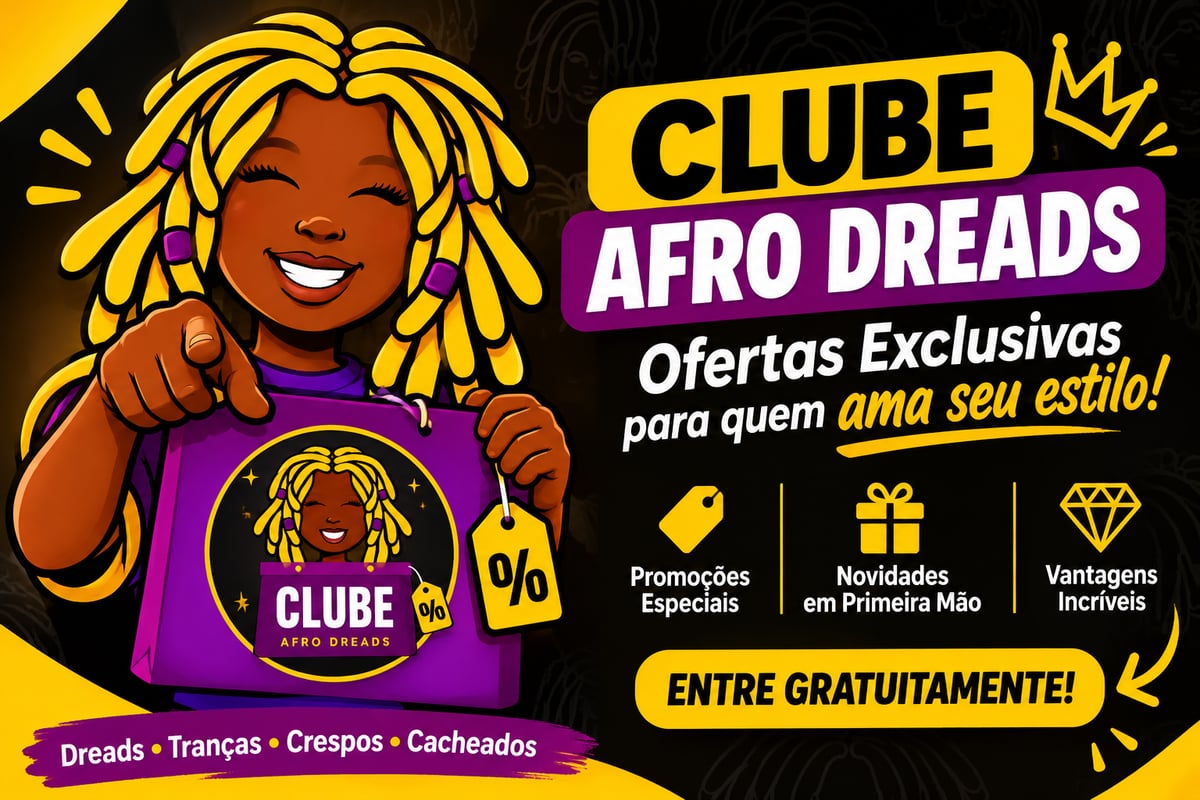 CLUBE
AFRO DREADS
Ofertas Exclusivas
para quem ama seu estilo!
Promoções
Especiais
Novidades
em Primeira Mão
Vantagens
Incríveis
ENTRE GRATUITAMENTE!
%
CLUBE
%
AFRO DREADS
Dreads • Tranças • Crespos • Cacheados